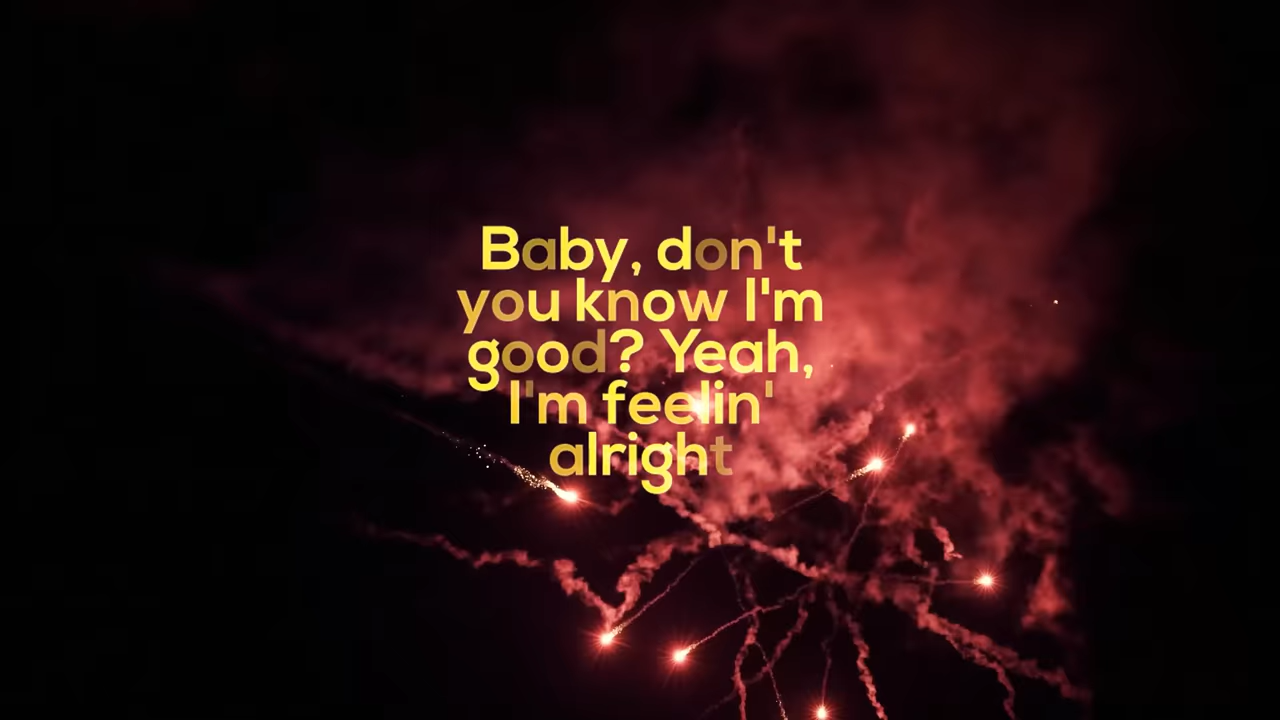 Baby, don't
you know I'm
good? Yeah,
I'm feelin'
alright